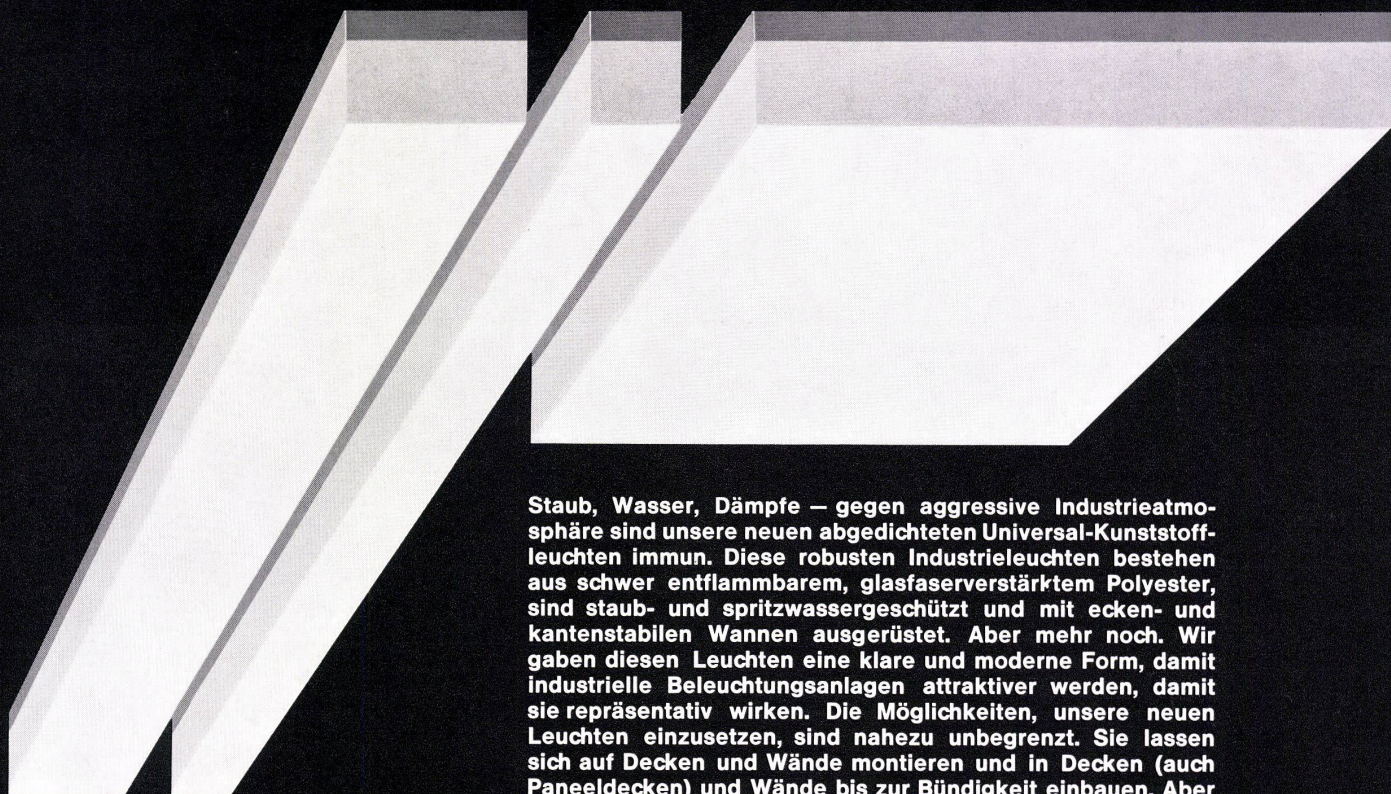 Staub, Wasser, Dämpfe — gegen aggressive Industrieatmo-
sphäre sind unsere neuen abgedichteten Universal-Kunststoff-
leuchten immun. Diese robusten Industrieleuchten bestehen
aus schwer entflammbarem, glasfaserverstärktem Polyester,
sind staub- und spritzwassergeschützt und mit ecken- und
kantenstabilen Wannen ausgerüstet. Aber mehr noch. Wir
gaben diesen Leuchten eine klare und moderne Form, damit
industrielle Beleuchtungsanlagen attraktiver werden, damit
sie repräsentativ wirken. Die Möglichkeiten, unsere neuen
Leuchten einzusetzen, sind nahezu unbegrenzt. Sie lassen
sich auf Decken und Wände montieren und in Decken (auch
Paneeldecken) und Wände bis zur Bündigkeit einbauen. Aber